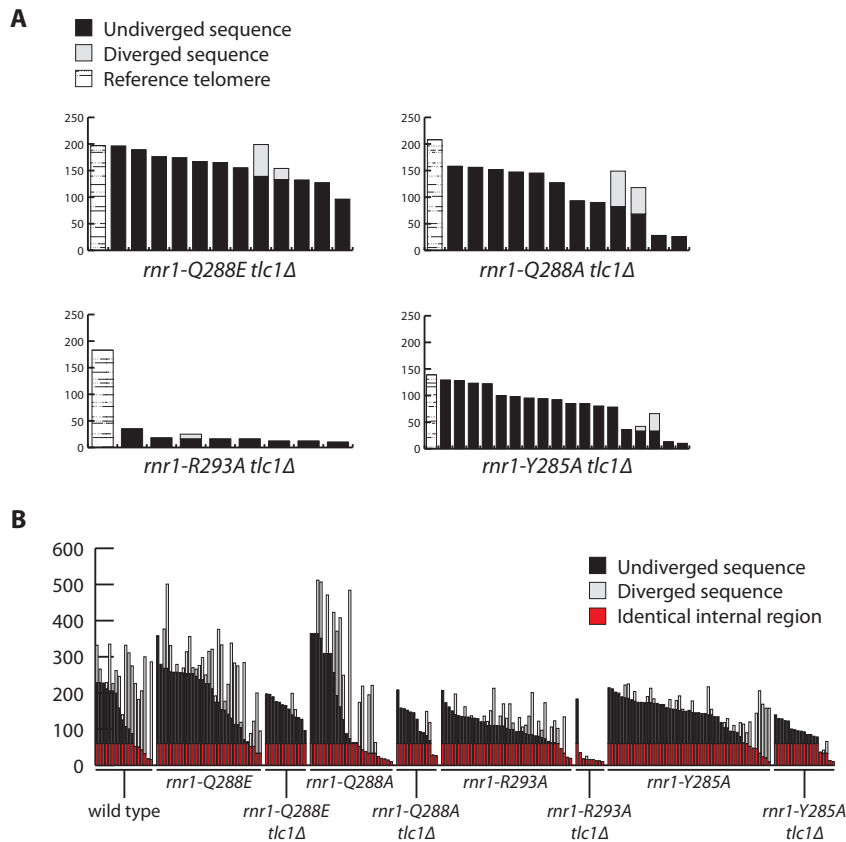 A
Undiverged sequence
Diverged sequence
Reference telomere
250
200
150
100
50
0
rnr1-Q288E tlc1Δ
250
200
150
100
50
0
rnr1-Q288A tlc1Δ
250
200
150
100
50
0
rnr1-R293A tlc1Δ
250
200
150
100
50
0
rnr1-Y285A tlc1Δ
B
600
500
400
300
200
100
0
Undiverged sequence
Diverged sequence
Identical internal region
wild type
rnr1-Q288E
rnr1-Q288E
tlc1Δ
rnr1-Q288A
rnr1-Q288A
tlc1Δ
rnr1-R293A
rnr1-R293A
tlc1Δ
rnr1-Y285A
rnr1-Y285A
tlc1Δ